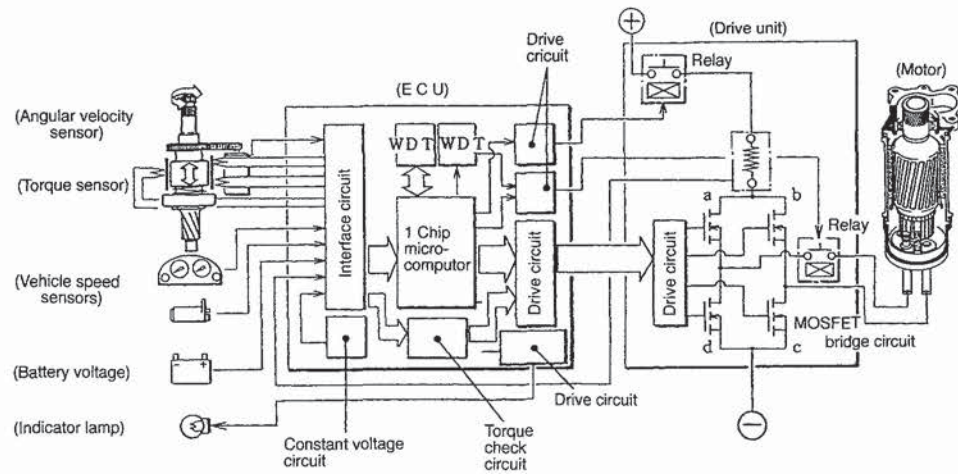 (Angular velocity
sensor)
(Torque sensor)
(Vehicle speed
sensors)
(Battery voltage)
(Indicator lamp)
(E C U)
Interface circuit
W D T
W D T
1 Chip
micro-
computor
Drive
cricuit
Drive circuit
Constant voltage
circuit
Torque
check
circuit
Drive circuit
(Drive unit)
+
Relay
a
b
Relay
Drive circuit
d
c
MOSFET
bridge circuit
−
(Motor)
- +